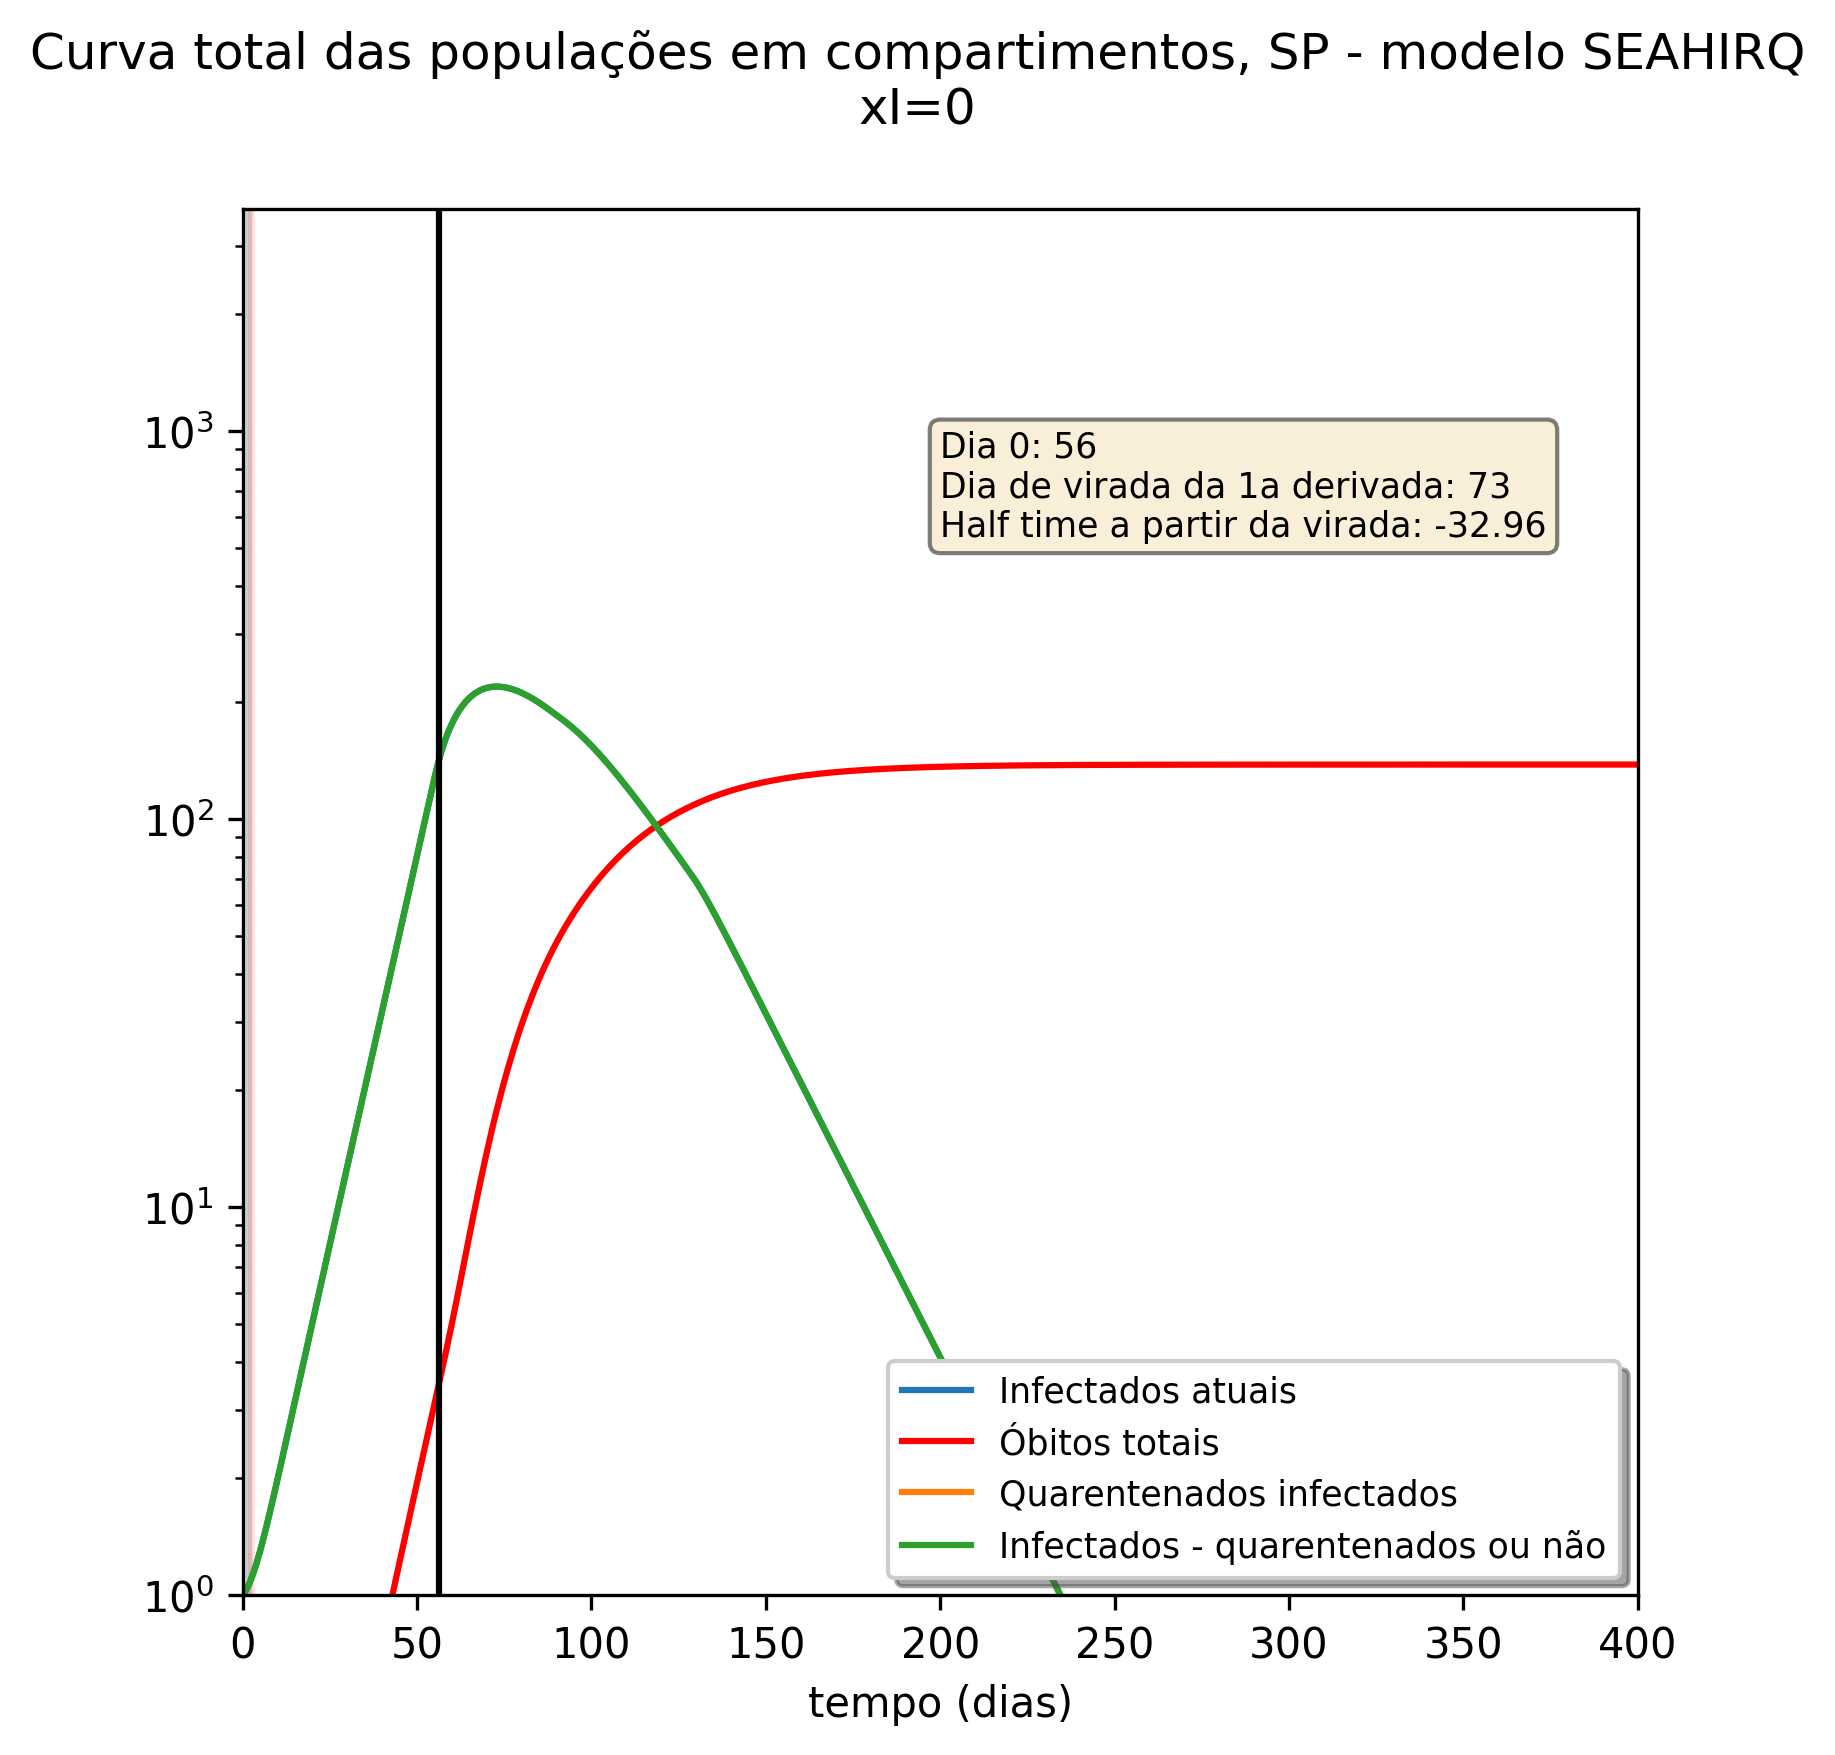 Curva total das populações em compartimentos, SP - modelo SEAHIRQ
xI=0
10³
10²
10¹
10⁰
Dia 0: 56
Dia de virada da 1a derivada: 73
Half time a partir da virada: -32.96
Infectados atuais
Óbitos totais
Quarentenados infectados
Infectados - quarentenados ou não
0 50 100 150 200 250 300 350 400
tempo (dias)